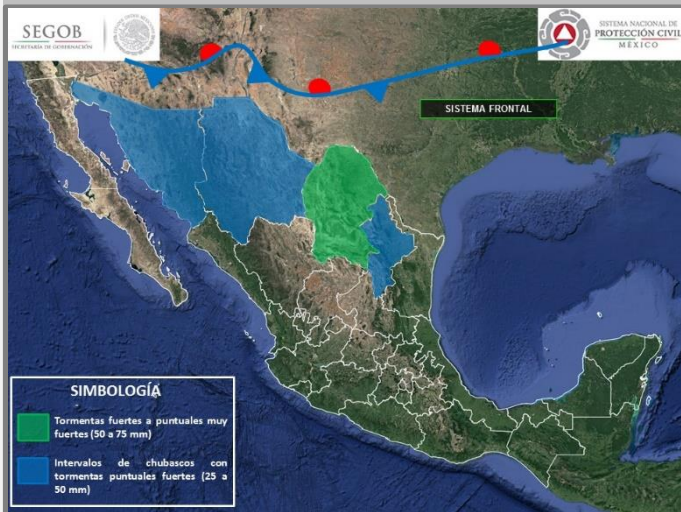 SEGOB
SECRETARÍA DE GOBERNACIÓN
SISTEMA NACIONAL DE
PROTECCIÓN CIVIL
MÉXICO
SISTEMA FRONTAL
SIMBOLOGÍA
Tormentas fuertes a puntuales muy
fuertes (50 a 75 mm)
Intervalos de chubascos con
tormentas puntuales fuertes (25 a
50 mm)